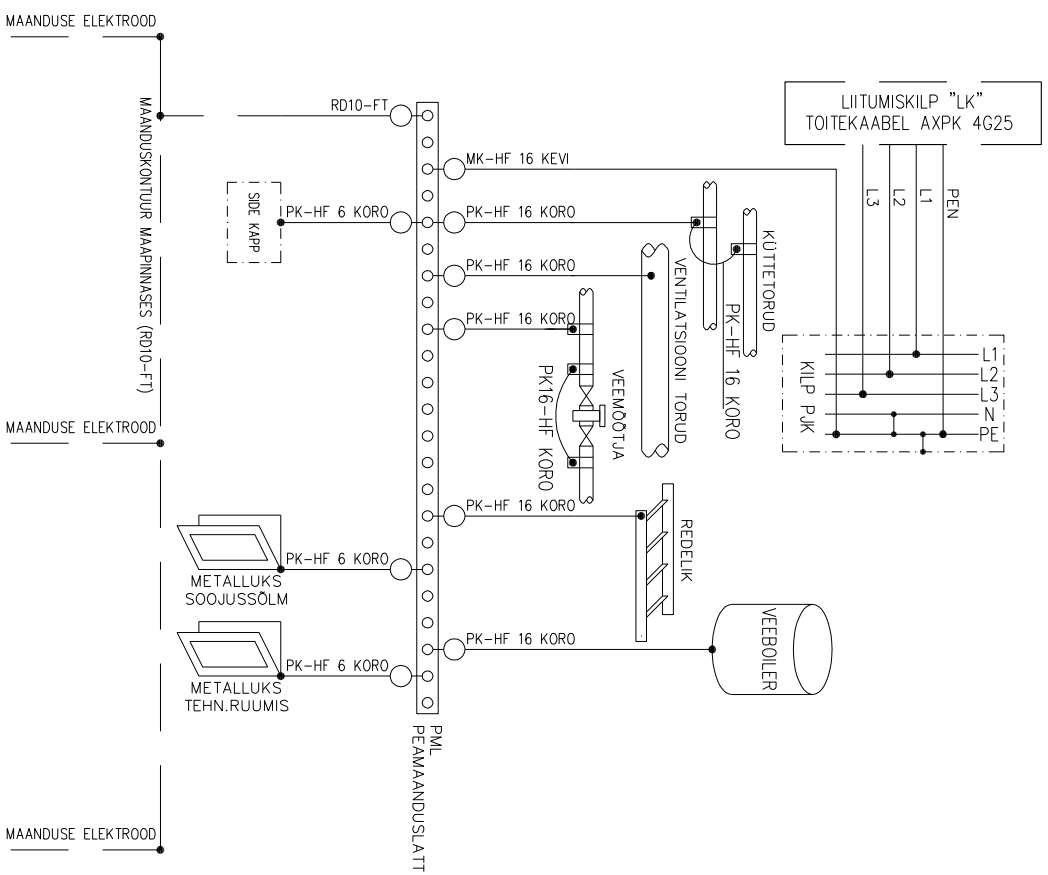 MAANDUSE ELEKTROOD
MAANDUSKONTUUR MAAPINNASES (RD10-FT)
RD10-FT
LIITUMISKILP "LK"
TOITEKAABEL AXPK 4G25
MK-HF 16 KEVI
L3
L2
L1
PEN
SIDE KAPP
PK-HF 6 KORO
PK-HF 16 KORO
KÜTTETORUD
PK-HF 16 KORO
PK-HF 16 KORO
VENTILATSIOONI TORUD
PK-HF 16 KORO
VEEMÕÕTJA
PK16-HF KORO
KILP PJK
L1
L2
L3
N
PE
MAANDUSE ELEKTROOD
PK-HF 16 KORO
REDELIK
PK-HF 6 KORO
METALLUKS
SOOJUSSÕLM
PK-HF 16 KORO
VEEBOILER
PK-HF 6 KORO
METALLUKS
TEHN.RUUMIS
PML
PEAMAANDUSLATT
MAANDUSE ELEKTROOD